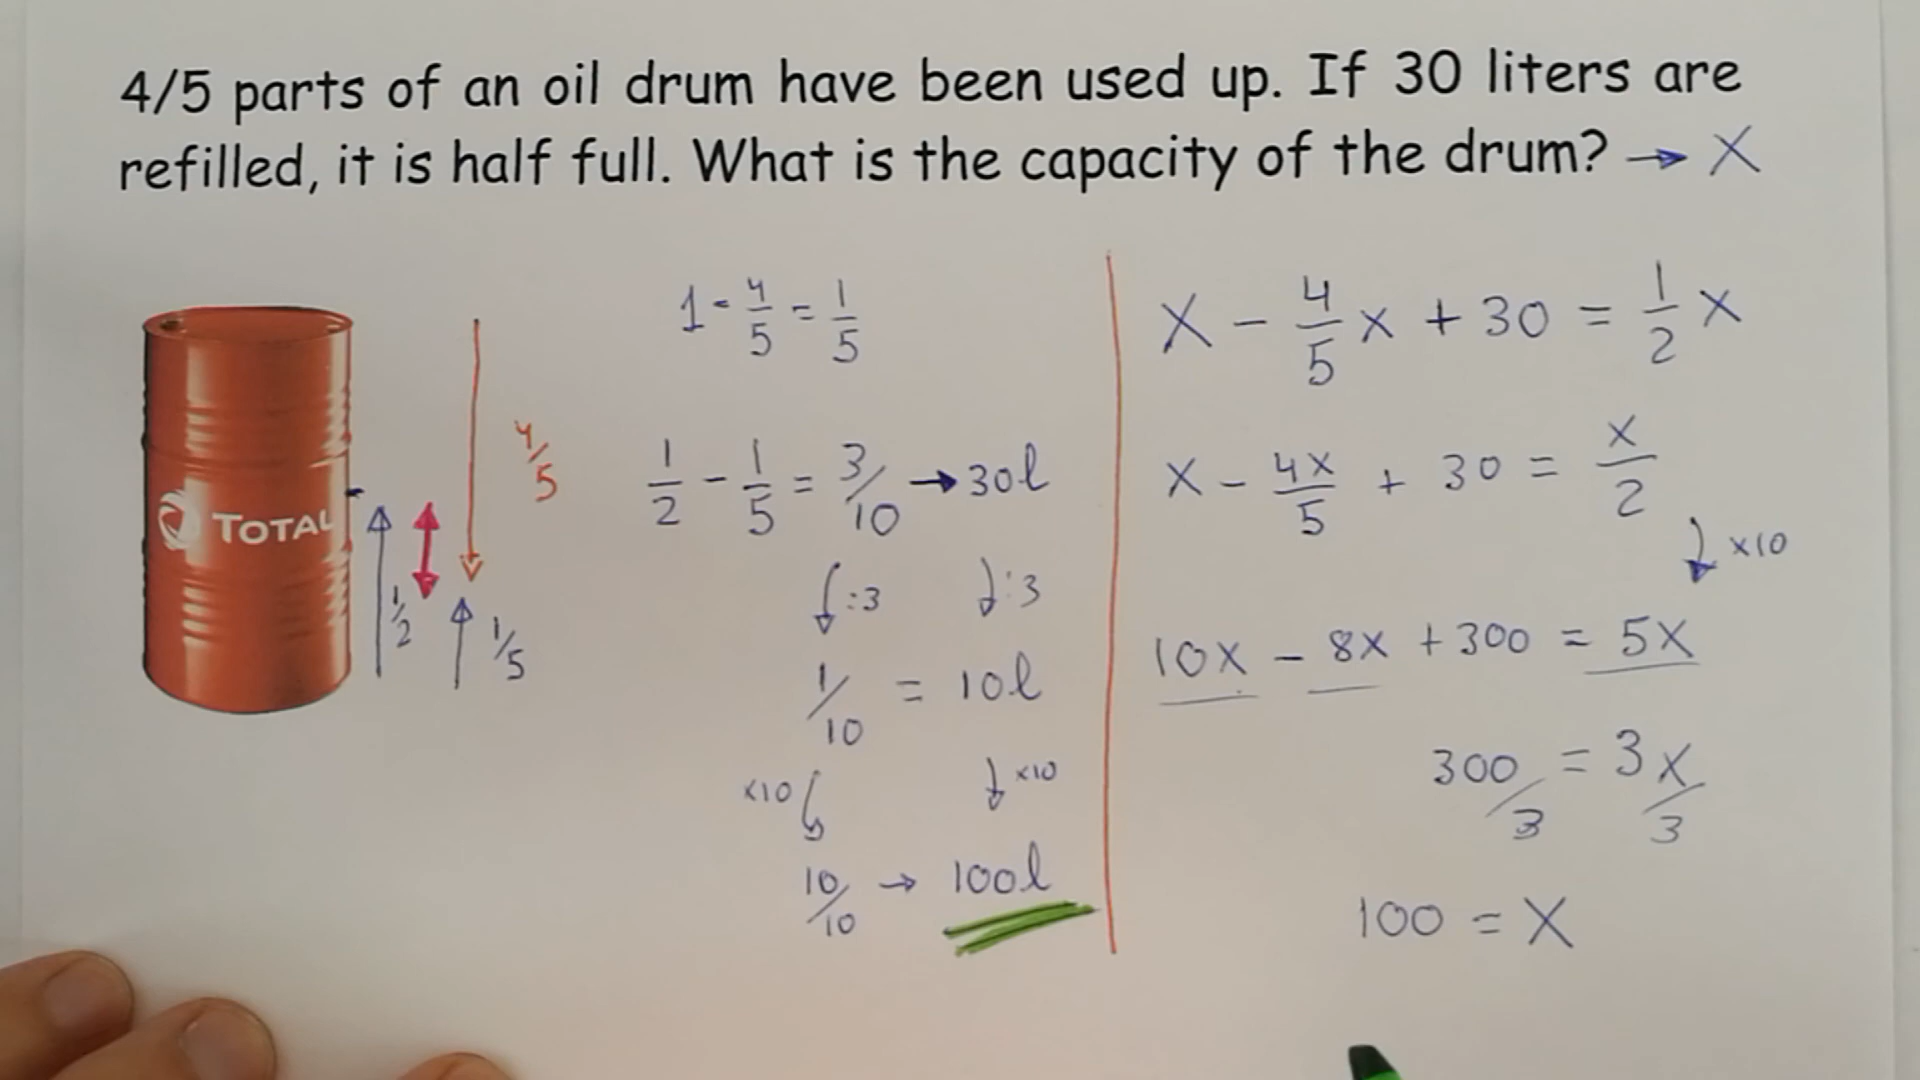 4/5 parts of an oil drum have been used up. If 30 liters are
refilled, it is half full. What is the capacity of the drum? → X
TOTAL
4/5
1/2
1/5
1 - 4/5 = 1/5
1/2 - 1/5 = 3/10 → 30l
:3 :3
1/10 = 10l
x10 x10
10/10 → 100l
X - 4/5 x + 30 = 1/2 x
X - 4x/5 + 30 = x/2
x10
10x - 8x + 300 = 5x
300/3 = 3x/3
100 = X